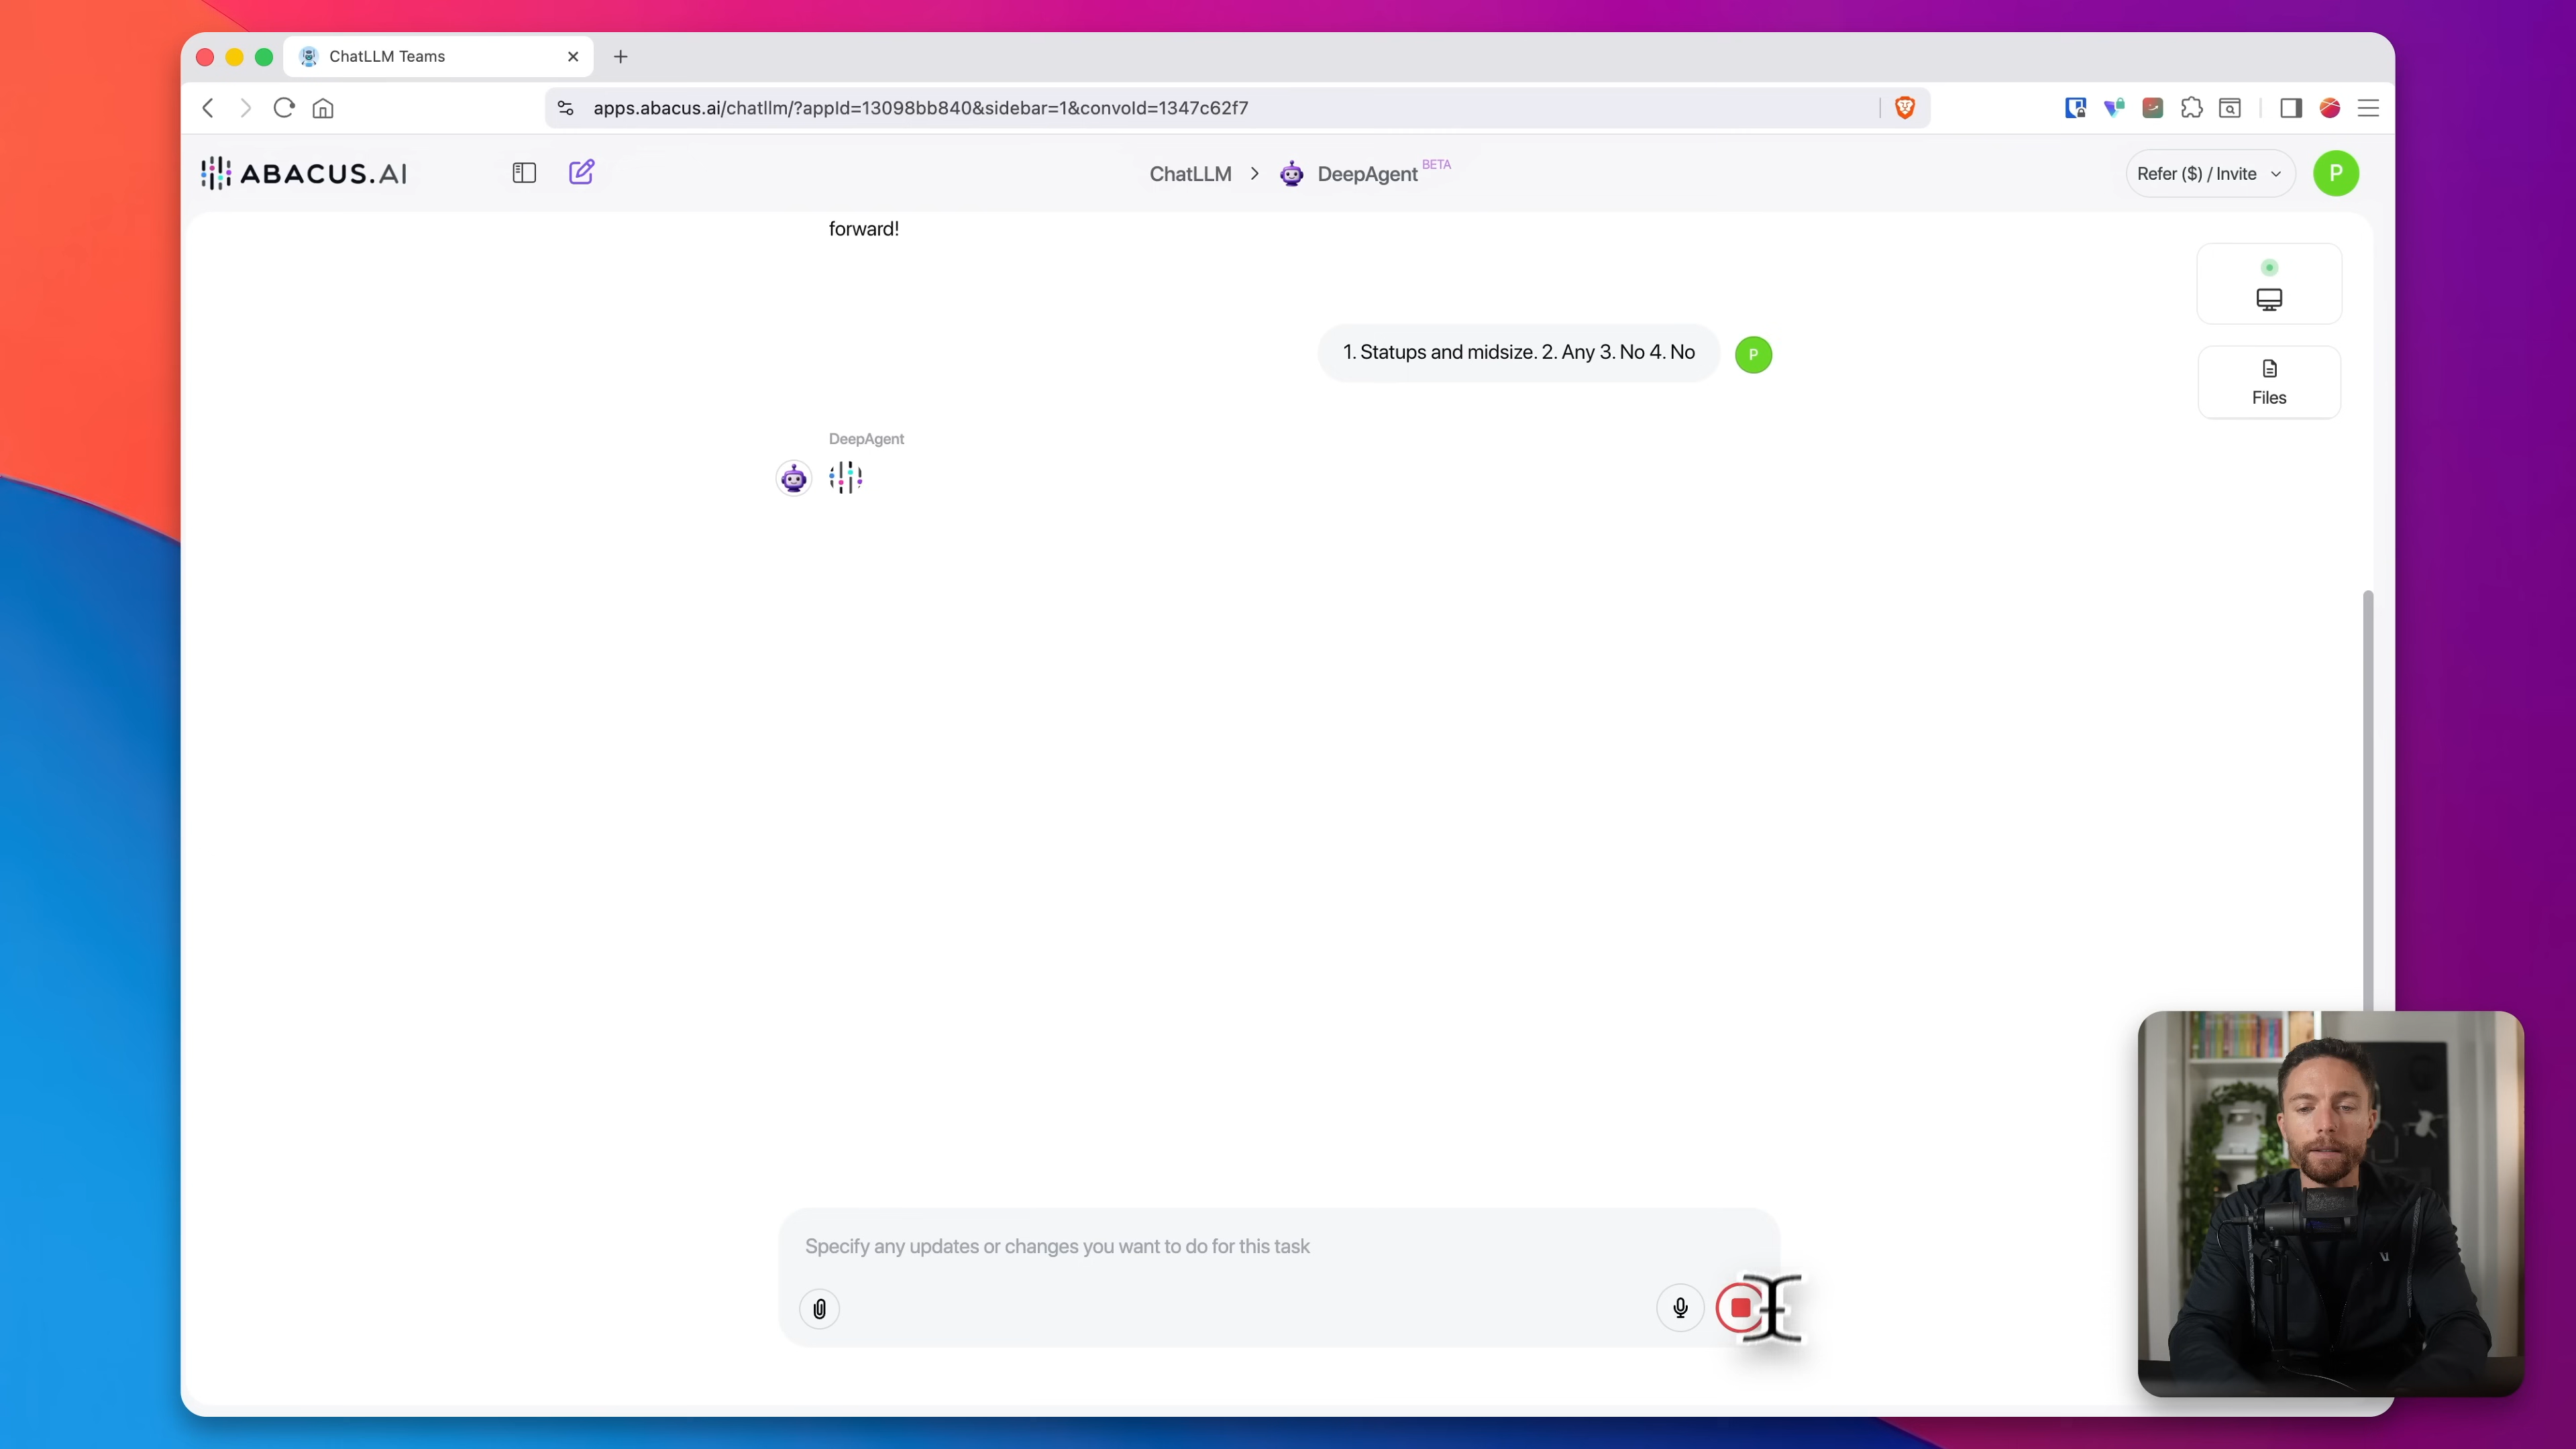 ChatLLM Teams
apps.abacus.ai/chatllm/?appId=13098bb840&sidebar=1&convoId=1347c62f7
ABACUS.AI
ChatLLM > DeepAgent BETA
Refer ($) / Invite
P
forward!
1. Statups and midsize. 2. Any 3. No 4. No
P
Files
DeepAgent
Specify any updates or changes you want to do for this task